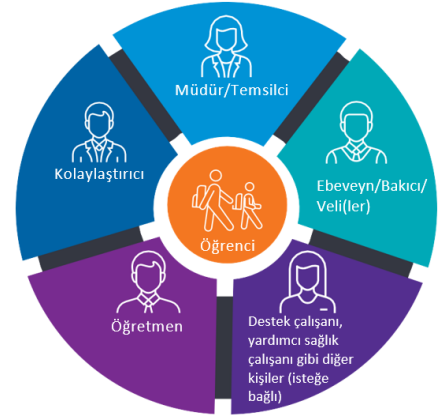 Müdür/Temsilci
Kolaylaştırıcı
Ebeveyn/Bakıcı/
Veli(ler)
Öğrenci
Öğretmen
Destek çalışanı,
yardımcı sağlık
çalışanı gibi diğer
kişiler (isteğe
bağlı)